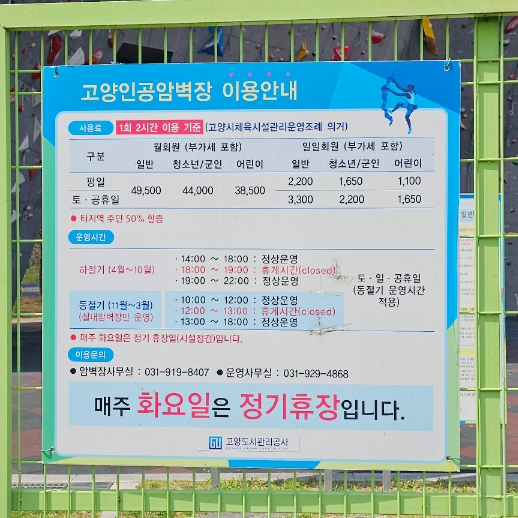 고양인공암벽장 이용안내
사용료 1회 2시간 이용 기준 (고양시체육시설관리운영조례 의거)
구분 월회원 (부가세 포함) 일일회원 (부가세 포함)
일반 청소년/군인 어린이 일반 청소년/군인 어린이
평일 49,500 44,000 38,500 2,200 1,650 1,100
토·공휴일 3,300 2,200 1,650
● 타지역 주민 50% 할증
운영시간
하절기 (4월~10월)
· 14:00 ~ 18:00 : 정상운영
· 18:00 ~ 19:00 : 휴게시간(closed)
· 19:00 ~ 22:00 : 정상운영
동절기 (11월~3월)
(실내암벽장만 운영)
· 10:00 ~ 12:00 : 정상운영
· 12:00 ~ 13:00 : 휴게시간(closed)
· 13:00 ~ 18:00 : 정상운영
토·일·공휴일
(동절기 운영시간
적용)
● 매주 화요일은 정기 휴장일(시설점검)입니다.
이용문의
● 암벽장사무실 : 031-919-8407 ● 운영사무실 : 031-929-4868
매주 화요일은 정기휴장입니다.
고양도시관리공사